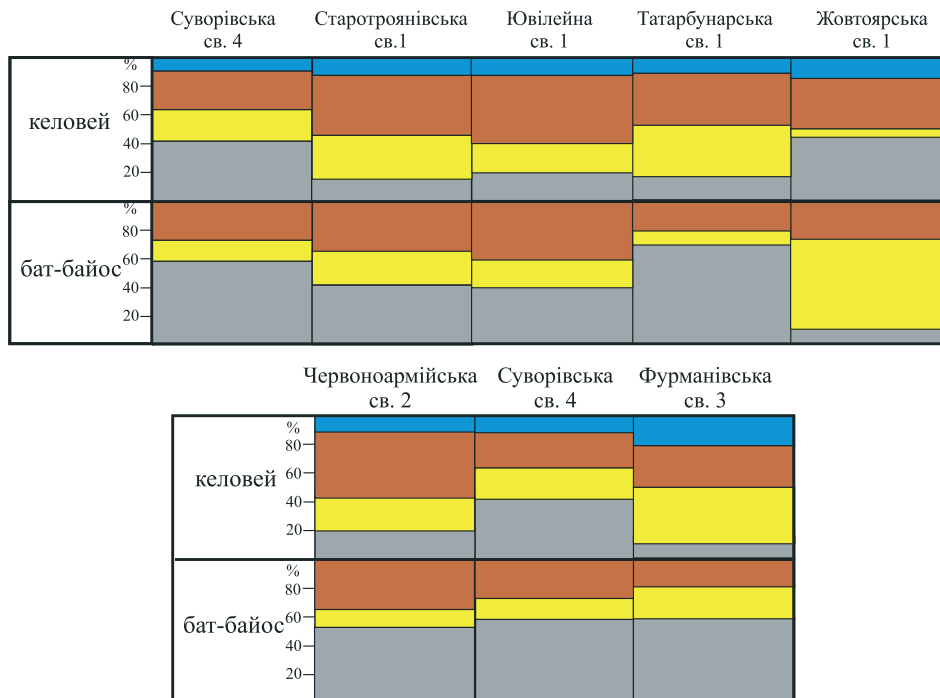 Суворівська Старотроянівська Ювілейна Татарбунарська Жовтоярська
св. 4 св.1 св. 1 св. 1 св. 1
%
80
келовей 60
40
20
%
80
60
бат-байос
40
20
Червоноармійська Суворівська Фурманівська
св. 2 св. 4 св. 3
%
80
келовей 60
40
20
%
80
бат-байос 60
40
20